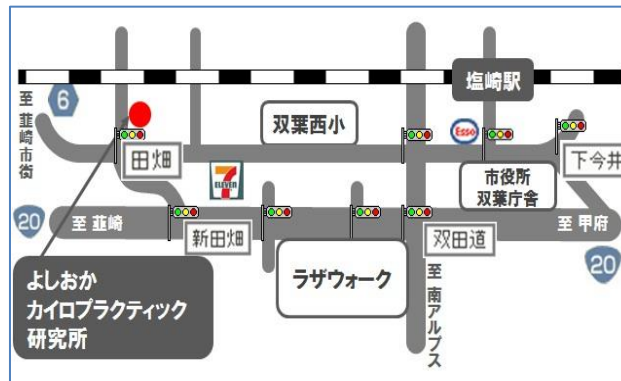 塩崎駅
至 韮崎市街
6
双葉西小
Esso
田畑
下今井
7
ELEVEN
市役所
双葉庁舎
20
至 韮崎
新田畑
双田道
至 甲府
20
ラザウォーク
至 南アルプス
よしおか
カイロプラクティック
研究所